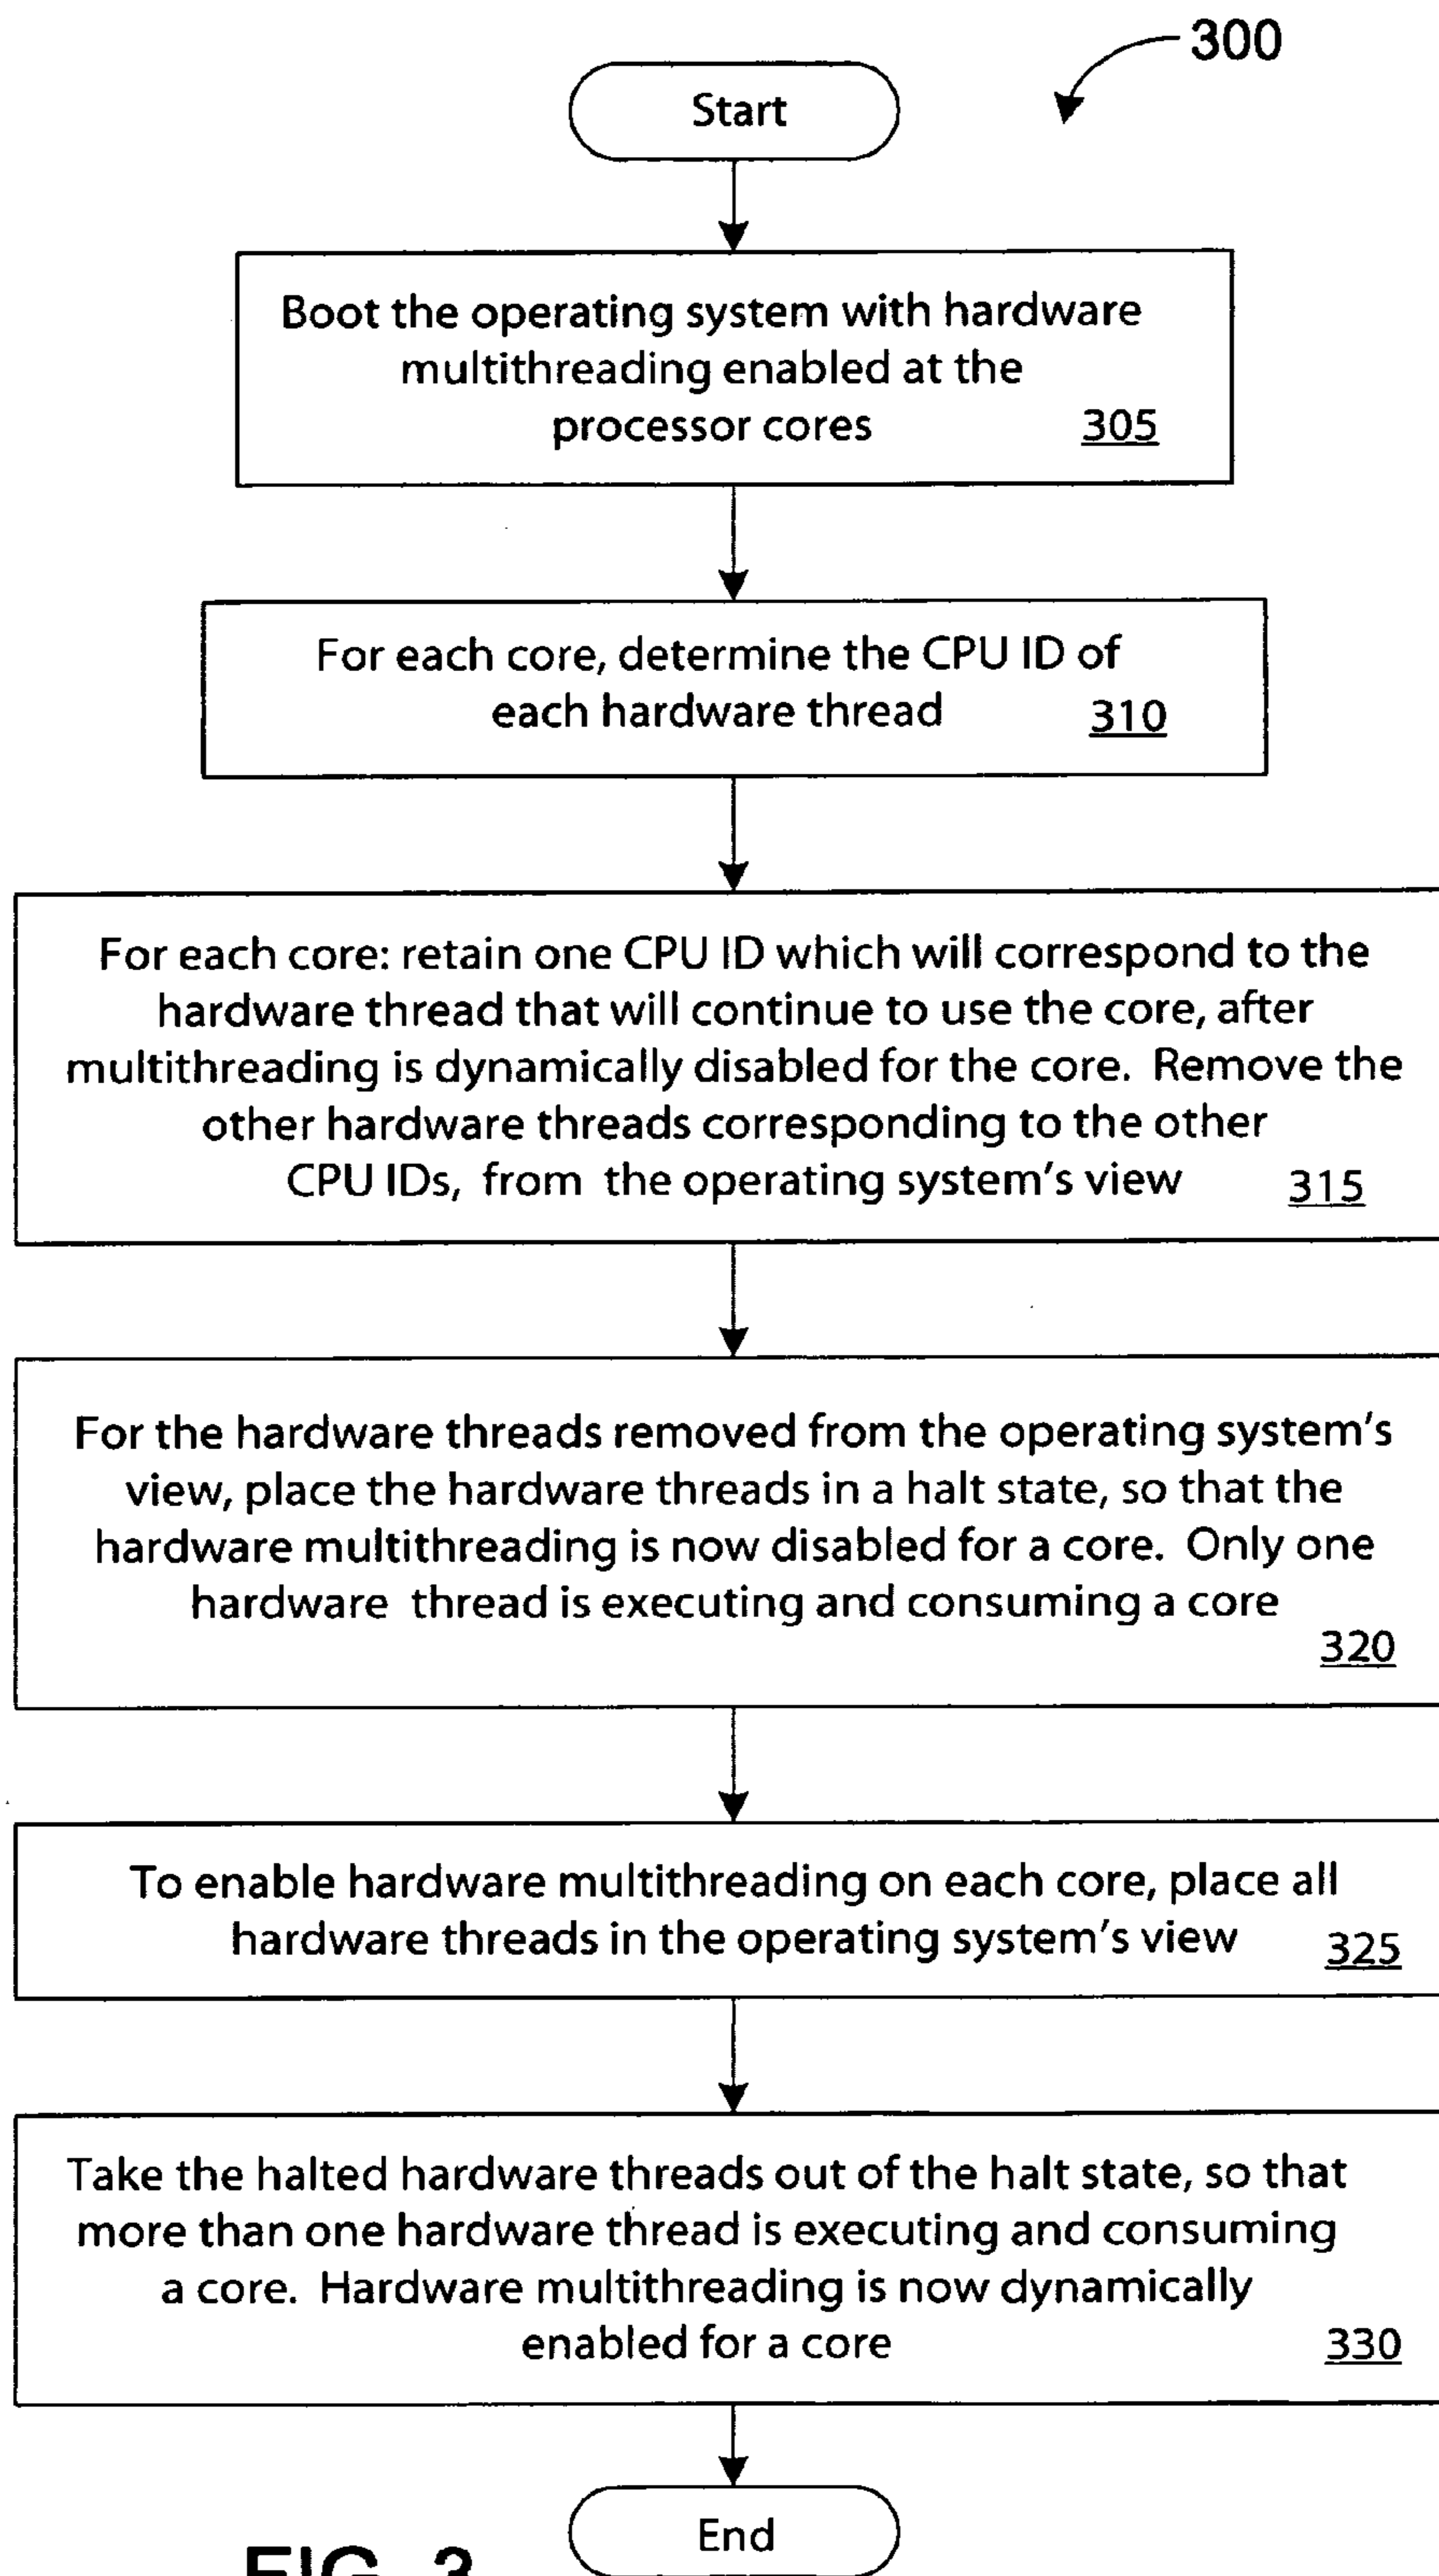 300
Start
Boot the operating system with hardware
multithreading enabled at the
processor cores 305
For each core, determine the CPU ID of
each hardware thread 310
For each core: retain one CPU ID which will correspond to the
hardware thread that will continue to use the core, after
multithreading is dynamically disabled for the core. Remove the
other hardware threads corresponding to the other
CPU IDs, from the operating system's view 315
For the hardware threads removed from the operating system's
view, place the hardware threads in a halt state, so that the
hardware multithreading is now disabled for a core. Only one
hardware thread is executing and consuming a core
320
To enable hardware multithreading on each core, place all
hardware threads in the operating system's view 325
Take the halted hardware threads out of the halt state, so that
more than one hardware thread is executing and consuming
a core. Hardware multithreading is now dynamically
enabled for a core 330
End
FIG. 3